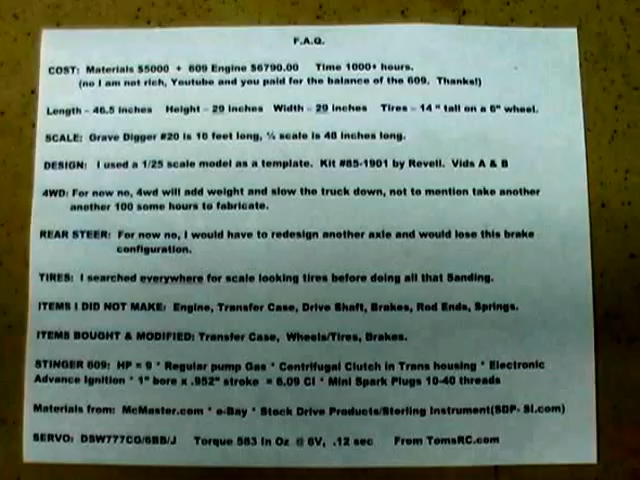 F.A.Q.
COST: Materials $5000 + 609 Engine $6790.00 Time 1000+ hours.
(no I am not rich, Youtube and you paid for the balance of the 609. Thanks!)
Length - 46.5 inches Height - 29 inches Width - 29 inches Tires - 14 " tall on a 6" wheel.
SCALE: Grave Digger #20 is 16 feet long, ¼ scale is 48 inches long.
DESIGN: I used a 1/25 scale model as a template. Kit #85-1901 by Revell. Vids A & B
4WD: For now no, 4wd will add weight and slow the truck down, not to mention take another
another 100 some hours to fabricate.
REAR STEER: For now no, I would have to redesign another axle and would lose this brake
configuration.
TIRES: I searched everywhere for scale looking tires before doing all that Sanding.
ITEMS I DID NOT MAKE: Engine, Transfer Case, Drive Shaft, Brakes, Rod Ends, Springs.
ITEMS BOUGHT & MODIFIED: Transfer Case, Wheels/Tires, Brakes.
STINGER 609: HP = 9 * Regular pump Gas * Centrifugal Clutch in Trans housing * Electronic
Advance Ignition * 1" bore x .952" stroke = 6.09 CI * Mini Spark Plugs 10-40 threads
Materials from: McMaster.com * e-Bay * Stock Drive Products/Sterling Instrument(SDP- SI.com)
SERVO: Torque 583 In Oz @ 6V, .12 sec From TomsRC.com